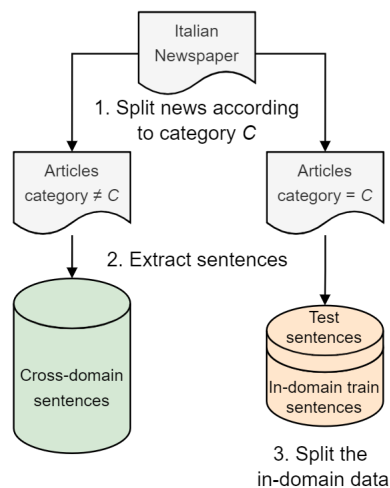 Italian
Newspaper
1. Split news according
to category C
Articles
category ≠ C
Articles
category = C
2. Extract sentences
Cross-domain
sentences
Test
sentences
In-domain train
sentences
3. Split the
in-domain data